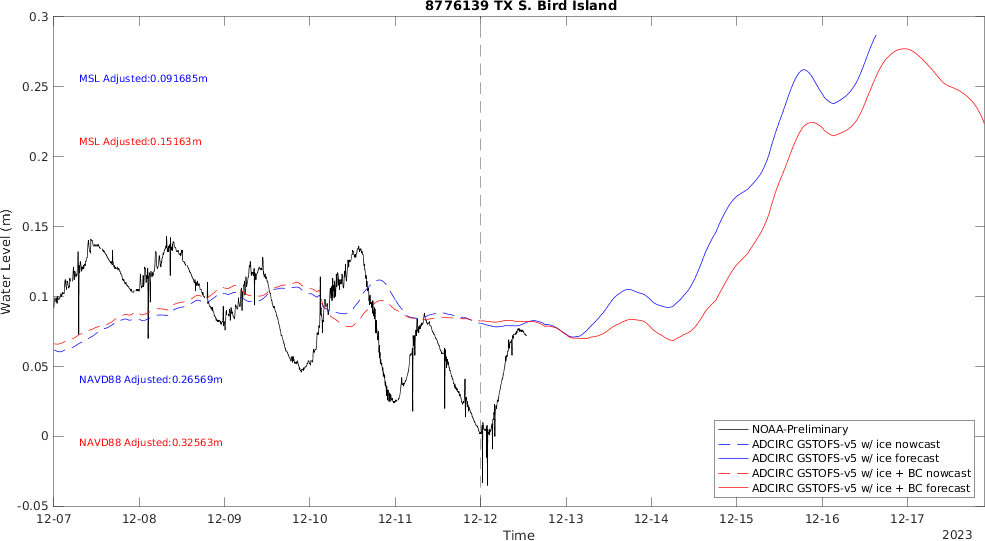 8776139 TX S. Bird Island
0.3
0.25
0.2
0.15
0.1
0.05
0
-0.05
Water Level (m)
MSL Adjusted:0.091685m
MSL Adjusted:0.15163m
NAVD88 Adjusted:0.26569m
NAVD88 Adjusted:0.32563m
NOAA-Preliminary
ADCIRC GSTOFS-v5 w/ ice nowcast
ADCIRC GSTOFS-v5 w/ ice forecast
ADCIRC GSTOFS-v5 w/ ice + BC nowcast
ADCIRC GSTOFS-v5 w/ ice + BC forecast
12-07 12-08 12-09 12-10 12-11 12-12 12-13 12-14 12-15 12-16 12-17
Time
2023